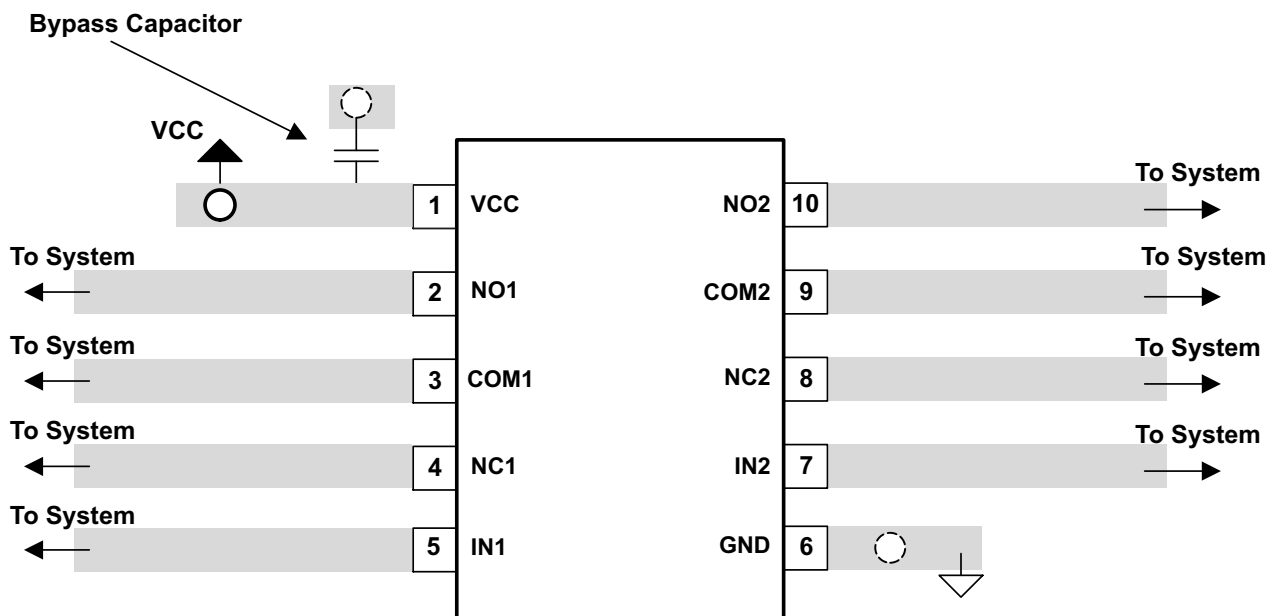 Bypass Capacitor
VCC
1 VCC NO2 10 To System
To System 2 NO1 COM2 9 To System
To System 3 COM1 NC2 8 To System
To System 4 NC1 IN2 7 To System
To System 5 IN1 GND 6